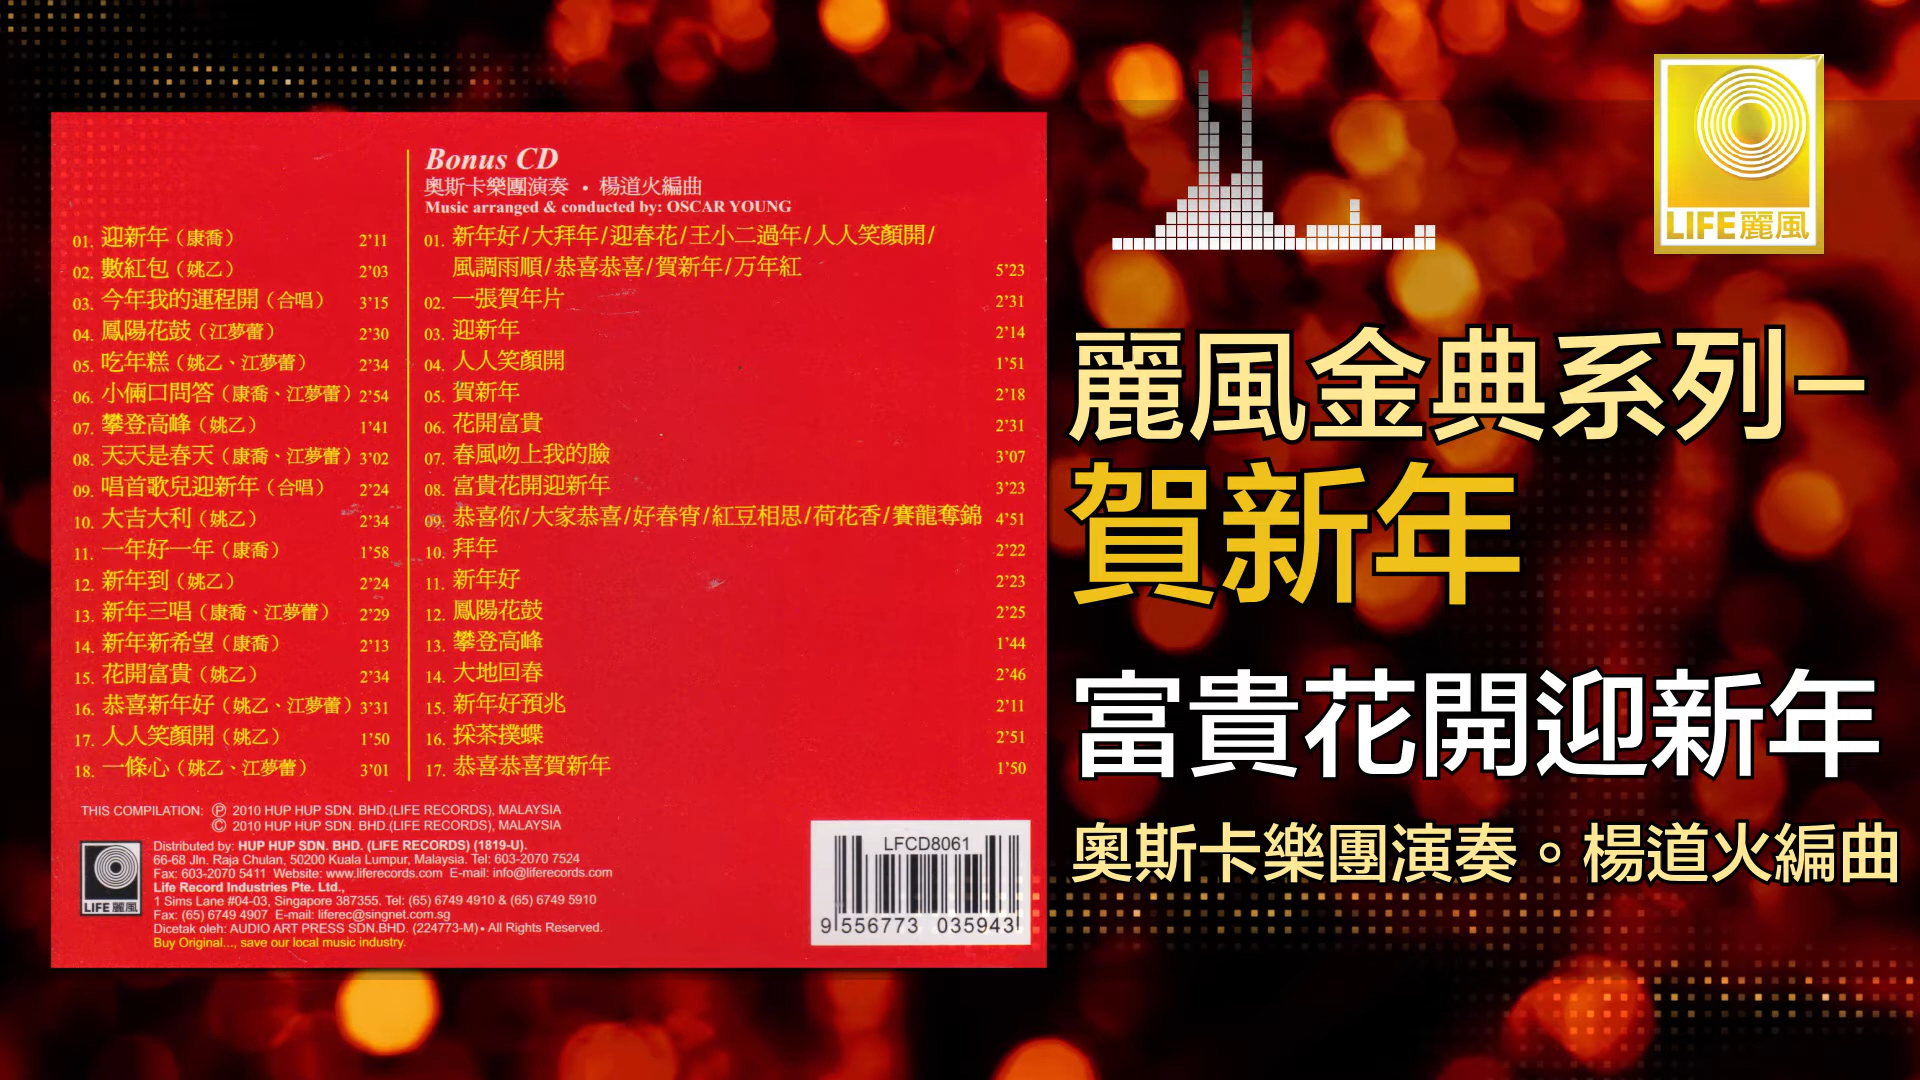 01. 迎新年（康喬） 2'11
02. 數紅包（姚乙） 2'03
03. 今年我的運程開（合唱） 3'15
04. 鳳陽花鼓（江夢蕾） 2'30
05. 吃年糕（姚乙、江夢蕾） 2'34
06. 小倆口問答（康喬、江夢蕾） 2'54
07. 攀登高峰（姚乙） 1'41
08. 天天是春天（康喬、江夢蕾） 3'02
09. 唱首歌兒迎新年（合唱） 2'24
10. 大吉大利（姚乙） 2'34
11. 一年好一年（康喬） 1'58
12. 新年到（姚乙） 2'24
13. 新年三唱（康喬、江夢蕾） 2'29
14. 新年新希望（康喬） 2'13
15. 花開富貴（姚乙） 2'34
16. 恭喜新年好（姚乙、江夢蕾） 3'31
17. 人人笑顏開（姚乙） 1'50
18. 一條心（姚乙、江夢蕾） 3'01
Bonus CD
奧斯卡樂團演奏 • 楊道火編曲
Music arranged & conducted by: OSCAR YOUNG
01. 新年好/大拜年/迎春花/王小二過年/人人笑顏開/
風調雨順/恭喜恭喜/賀新年/万年紅 5'23
02. 一張賀年片 2'31
03. 迎新年 2'14
04. 人人笑顏開 1'51
05. 賀新年 2'18
06. 花開富貴 2'31
07. 春風吻上我的臉 3'07
08. 富貴花開迎新年 3'23
09. 恭喜你/大家恭喜/好春宵/紅豆相思/荷花香/賽龍奪錦 4'51
10. 拜年 2'22
11. 新年好 2'23
12. 鳳陽花鼓 2'25
13. 攀登高峰 1'44
14. 大地回春 2'46
15. 新年好預兆 2'11
16. 採茶撲蝶 2'51
17. 恭喜恭喜賀新年 1'50
THIS COMPILATION: Ⓟ 2010 HUP HUP SDN. BHD.(LIFE RECORDS), MALAYSIA
© 2010 HUP HUP SDN. BHD.(LIFE RECORDS), MALAYSIA
Distributed by: HUP HUP SDN. BHD. (LIFE RECORDS) (1819-U).
66-68 Jln. Raja Chulan, 50200 Kuala Lumpur, Malaysia. Tel: 603-2070 7524
Fax: 603-2070 5411 Website: www.liferecords.com E-mail: info@liferecords.com
Life Record Industries Pte. Ltd.,
1 Sims Lane #04-03, Singapore 387355. Tel: (65) 6749 4910 & (65) 6749 5910
Fax: (65) 6749 4907 E-mail: liferec@singnet.com.sg
Dicetak oleh: AUDIO ART PRESS SDN.BHD. (224773-M) • All Rights Reserved.
Buy Original..., save our local music industry.
LIFE 麗風
LFCD8061
9 556773 035943
LIFE麗風
麗風金典系列–
賀新年
富貴花開迎新年
奧斯卡樂團演奏。楊道火編曲